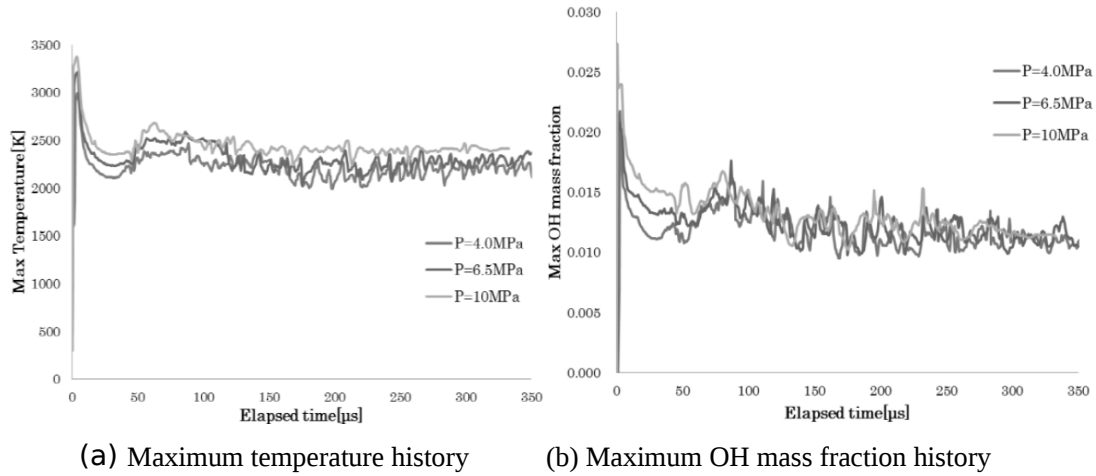 3500
3000
2500
2000
1500
1000
500
0
Max Temperature[K]
P=4.0MPa
P=6.5MPa
P=10MPa
0 50 100 150 200 250 300 350
Elapsed time[μs]
(a) Maximum temperature history
0.030
0.025
0.020
0.015
0.010
0.005
0.000
Max OH mass fraction
P=4.0MPa
P=6.5MPa
P=10MPa
0 50 100 150 200 250 300 350
Elapsed time[μs]
(b) Maximum OH mass fraction history